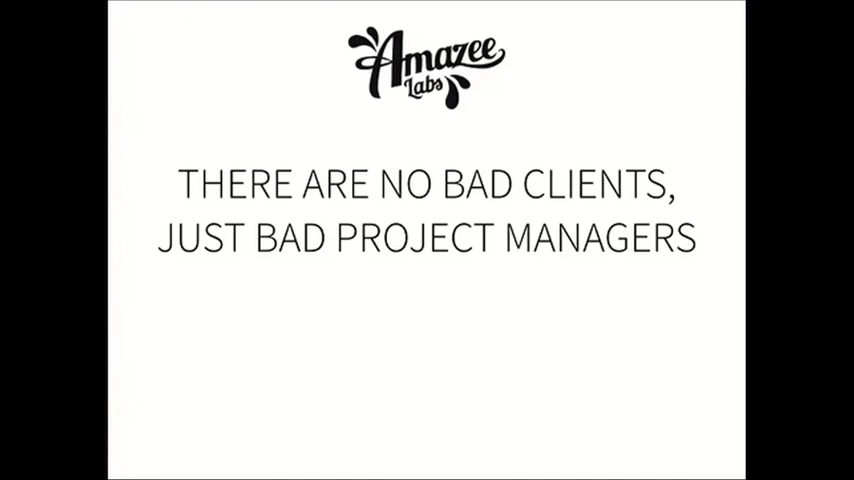 Amazee
Labs
THERE ARE NO BAD CLIENTS,
JUST BAD PROJECT MANAGERS